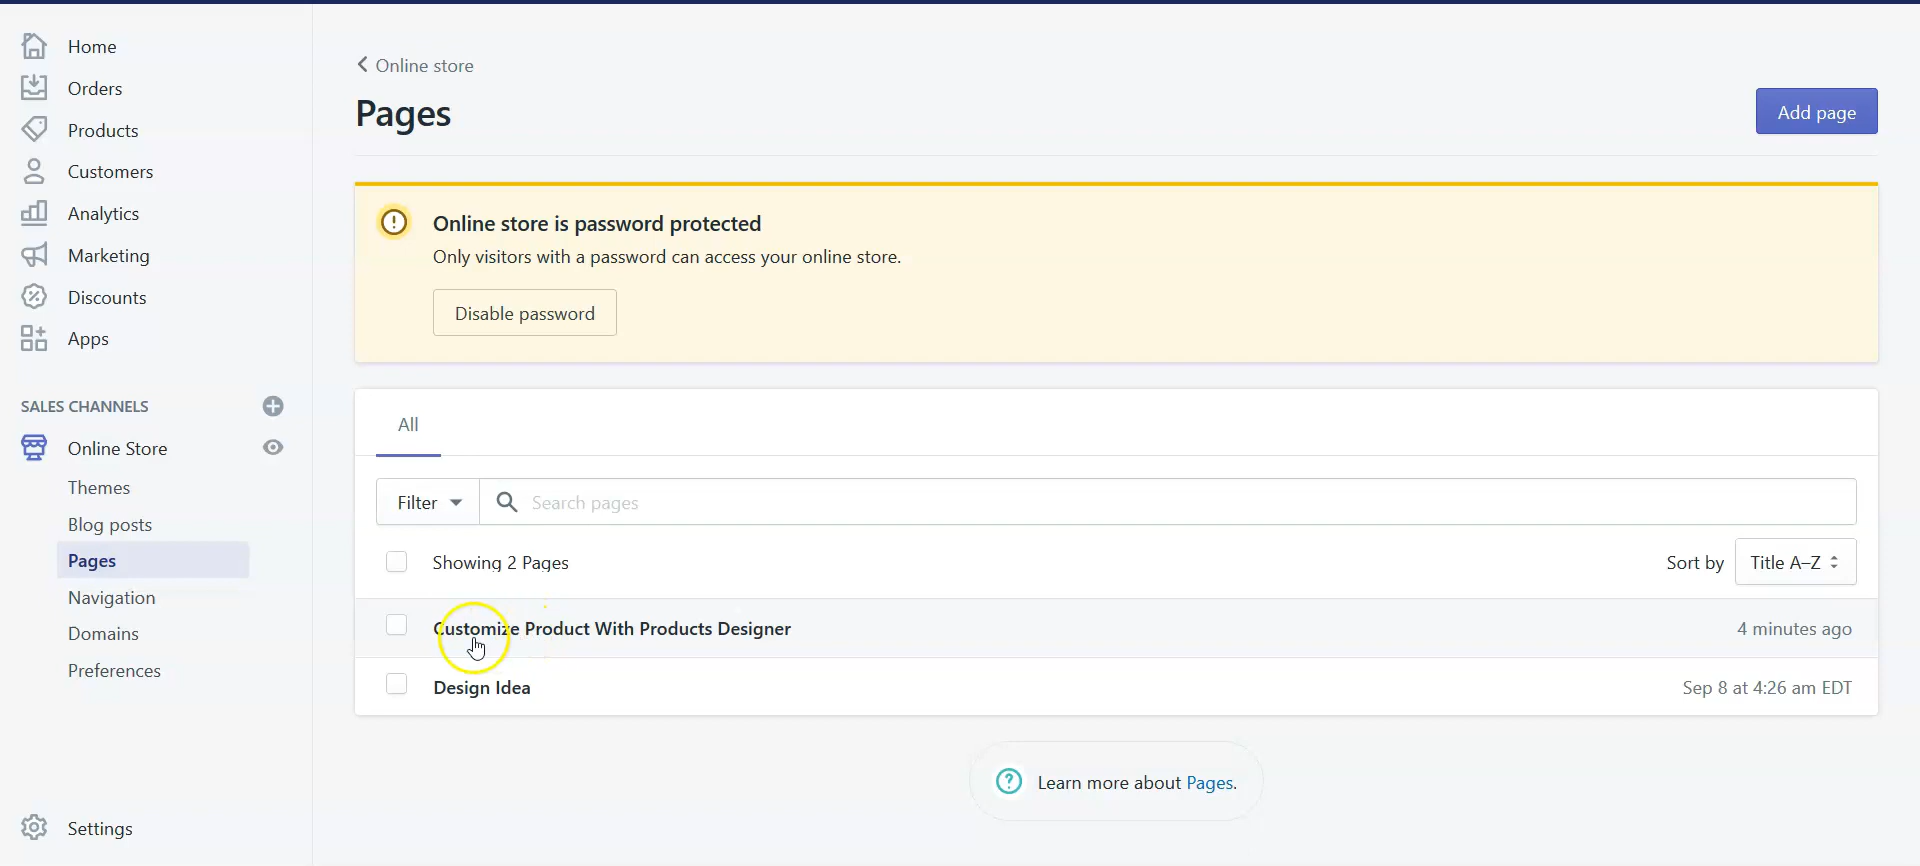 Home
Orders
Products
Customers
Analytics
Marketing
Discounts
Apps
SALES CHANNELS
Online Store
Themes
Blog posts
Pages
Navigation
Domains
Preferences
Settings
Online store
Pages
Add page
Online store is password protected
Only visitors with a password can access your online store.
Disable password
All
Filter
Search pages
Showing 2 Pages
Sort by Title A–Z
Customize Product With Products Designer 4 minutes ago
Design Idea Sep 8 at 4:26 am EDT
Learn more about Pages.